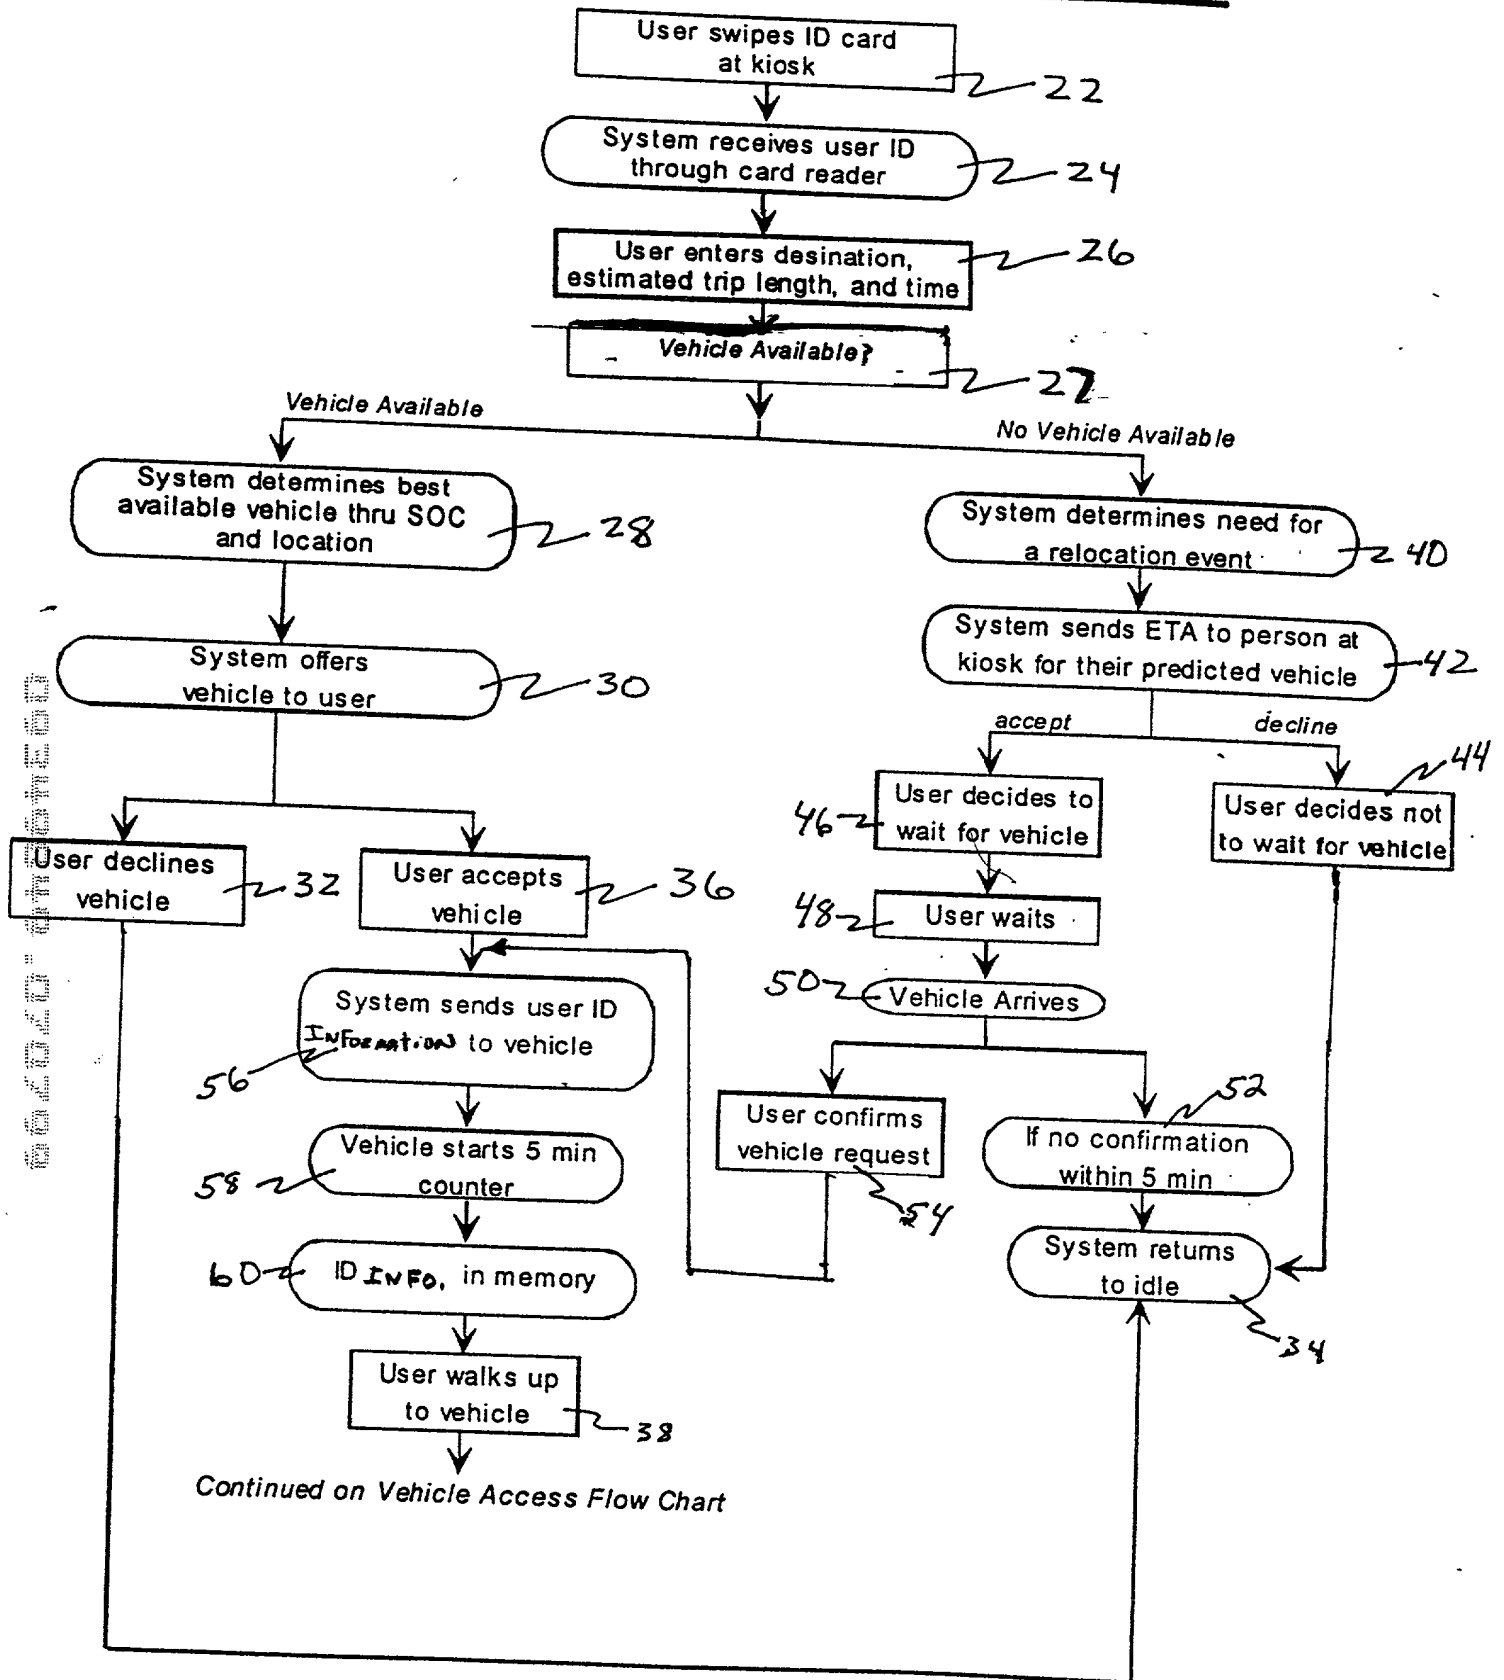 User swipes ID card
at kiosk
22
System receives user ID
through card reader
24
User enters desination,
estimated trip length, and time
26
Vehicle Available?
27
Vehicle Available
No Vehicle Available
System determines best
available vehicle thru SOC
and location
28
System determines need for
a relocation event
40
System offers
vehicle to user
30
System sends ETA to person at
kiosk for their predicted vehicle
42
accept
decline
User declines
vehicle
32
User accepts
vehicle
36
46
User decides to
wait for vehicle
44
User decides not
to wait for vehicle
48
User waits
50
Vehicle Arrives
System sends user ID
INFORMATION to vehicle
56
User confirms
vehicle request
54
52
If no confirmation
within 5 min
Vehicle starts 5 min
counter
58
System returns
to idle
34
60
ID INFO, in memory
User walks up
to vehicle
38
Continued on Vehicle Access Flow Chart